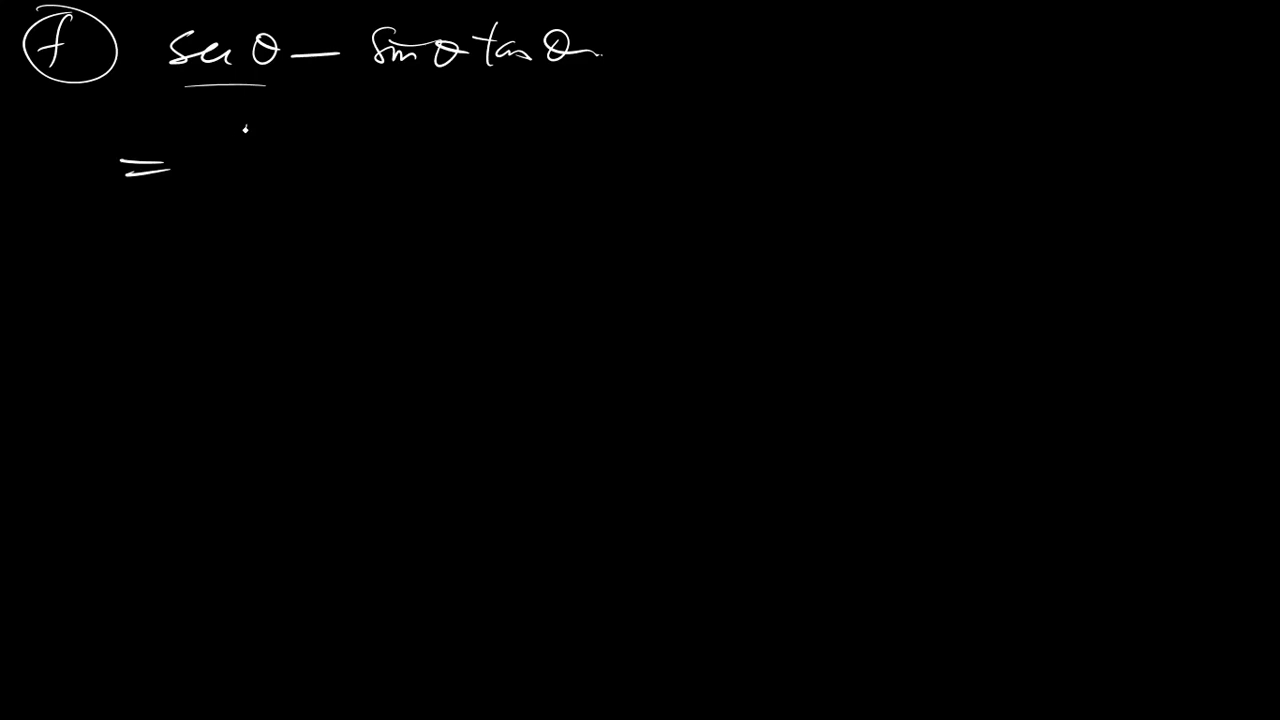 f sec θ - sin θ tan θ
=